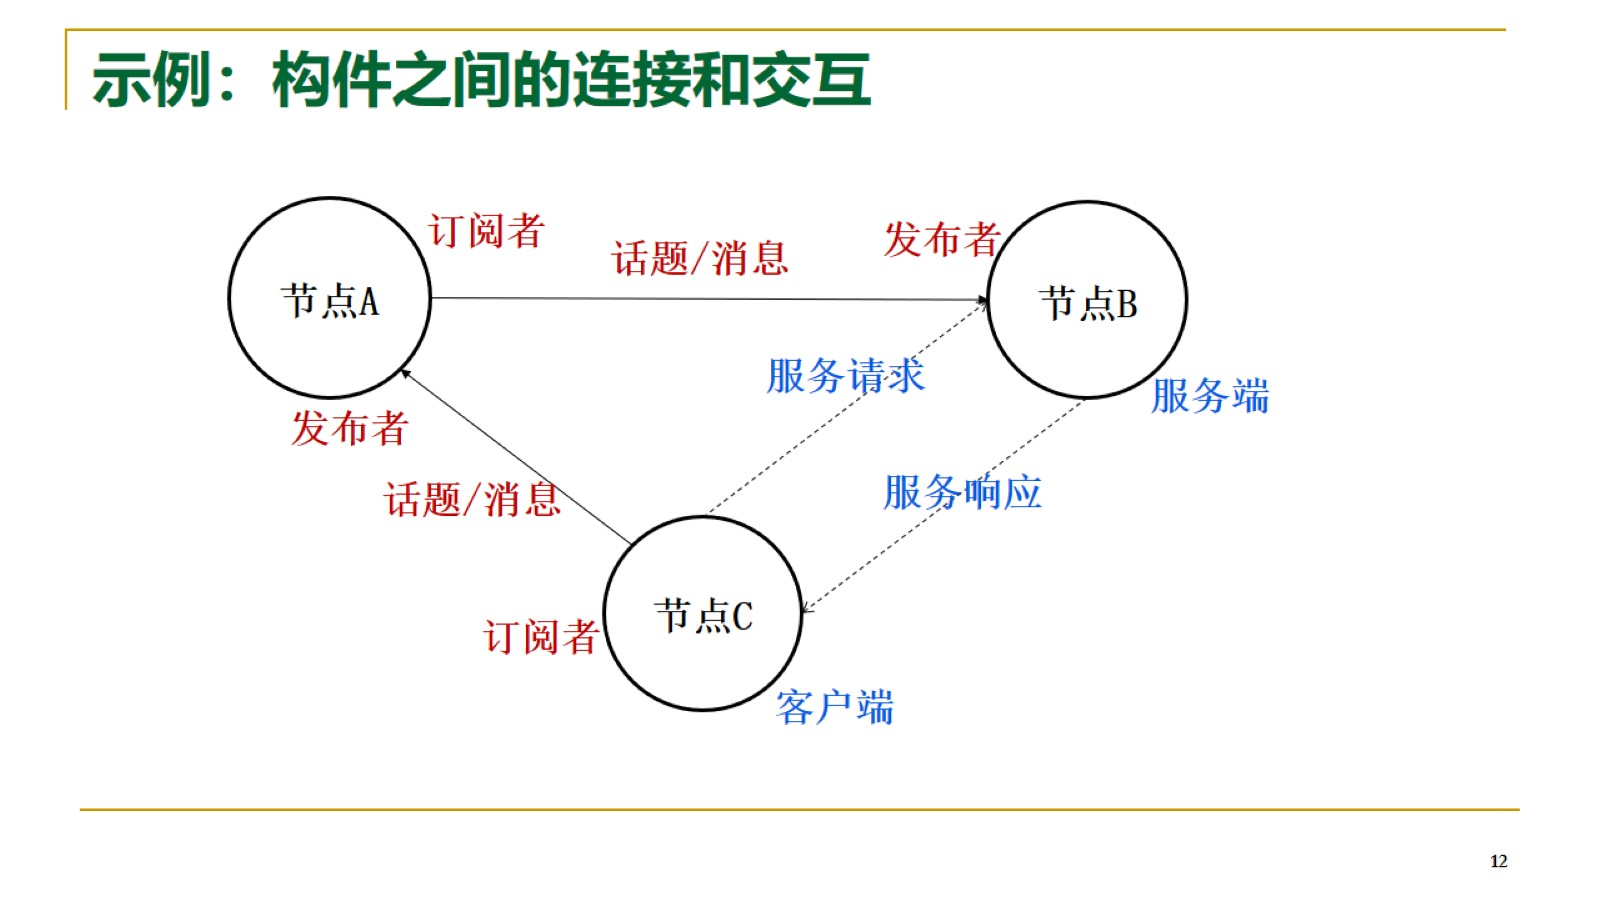 示例：构件之间的连接和交互
订阅者
发布者
话题/消息
节点A
节点B
服务请求
服务端
发布者
话题/消息
服务响应
节点C
订阅者
客户端
12